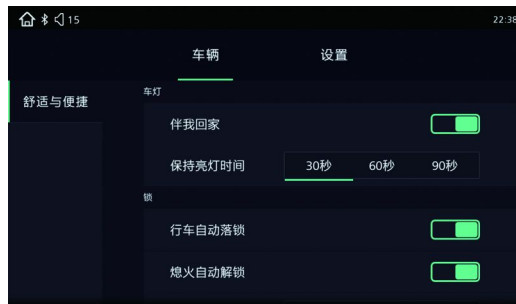 15 22:38
车辆 设置
舒适与便捷
车灯
伴我回家
保持亮灯时间 30秒 60秒 90秒
锁
行车自动落锁
熄火自动解锁